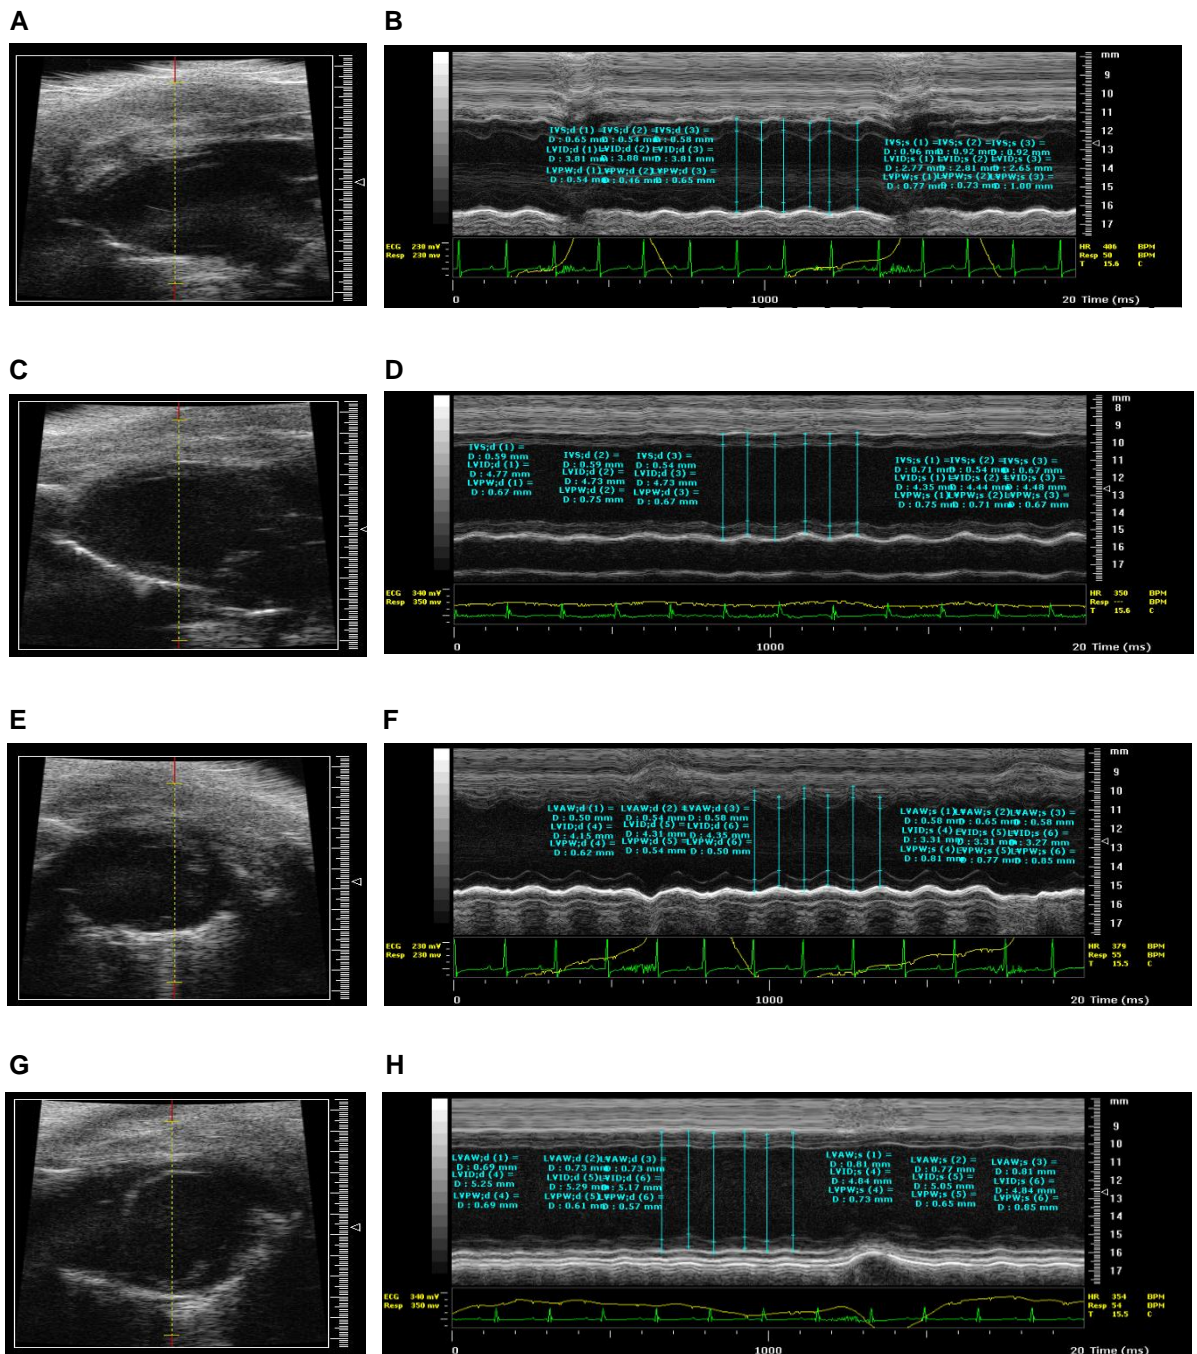 A
B
IVS;d (1) = IVS;d (2) = IVS;d (3) =
D : 0.65 mm D : 0.54 mm D : 0.58 mm
LVID;d (1) LVID;d (2) LVID;d (3) =
D : 3.81 mm D : 3.88 mm D : 3.81 mm
LVPW;d (1) LVPW;d (2) LVPW;d (3) =
D : 0.54 mm D : 0.46 mm D : 0.65 mm
IVS;s (1) = IVS;s (2) = IVS;s (3) =
D : 0.96 mm D : 0.92 mm D : 0.92 mm
LVID;s (1) LVID;s (2) = LVID;s (3) =
D : 2.77 mm D : 2.81 mm D : 2.65 mm
LVPW;s (1) LVPW;s (2) LVPW;s (3) =
D : 0.77 mm D : 0.73 mm D : 1.00 mm
mm
9
10
11
12
13
14
15
16
17
ECG 230 mV
Resp 230 mv
HR 406 BPM
Resp 50 BPM
T 15.6 C
0 1000 20 Time (ms)
C
D
IVS;d (1) =
D : 0.59 mm
LVID;d (1) =
D : 4.77 mm
LVPW;d (1) =
D : 0.67 mm
IVS;d (2) =
D : 0.59 mm
LVID;d (2) =
D : 4.73 mm
LVPW;d (2) =
D : 0.75 mm
IVS;d (3) =
D : 0.54 mm
LVID;d (3) =
D : 4.73 mm
LVPW;d (3) =
D : 0.67 mm
IVS;s (1) = IVS;s (2) = IVS;s (3) =
D : 0.71 mm D : 0.54 mm D : 0.67 mm
LVID;s (1) LVID;s (2) LVID;s (3) =
D : 4.35 mm D : 4.44 mm D : 4.48 mm
LVPW;s (1) LVPW;s (2) LVPW;s (3) =
D : 0.75 mm D : 0.71 mm D : 0.67 mm
mm
8
9
10
11
12
13
14
15
16
17
ECG 340 mV
Resp 350 mv
HR 350 BPM
Resp --- BPM
T 15.6 C
0 1000 20 Time (ms)
E
F
LVAW;d (1) = LVAW;d (2) = LVAW;d (3) =
D : 0.50 mm D : 0.54 mm D : 0.58 mm
LVID;d (4) = LVID;d (5) = LVID;d (6) =
D : 4.15 mm D : 4.31 mm D : 4.35 mm
LVPW;d (4) = LVPW;d (5) = LVPW;d (6) =
D : 0.62 mm D : 0.54 mm D : 0.50 mm
LVAW;s (1) LVAW;s (2) = LVAW;s (3) =
D : 0.58 mm D : 0.65 mm D : 0.58 mm
LVID;s (4) LVID;s (5) = LVID;s (6) =
D : 3.31 mm D : 3.31 mm D : 3.27 mm
LVPW;s (4) LVPW;s (5) LVPW;s (6) =
D : 0.81 mm D : 0.77 mm D : 0.85 mm
mm
9
10
11
12
13
14
15
16
17
ECG 230 mV
Resp 230 mv
HR 379 BPM
Resp 55 BPM
T 15.5 C
0 1000 20 Time (ms)
G
H
LVAW;d (1) =
D : 0.69 mm
LVID;d (4) =
D : 5.25 mm
LVPW;d (4) =
D : 0.69 mm
LVAW;d (2) LVAW;d (3) =
D : 0.73 mm D : 0.73 mm
LVID;d (5) LVID;d (6) =
D : 5.29 mm D : 5.17 mm
LVPW;d (5) LVPW;d (6) =
D : 0.61 mm D : 0.57 mm
LVAW;s (1) =
D : 0.81 mm
LVID;s (4) =
D : 4.84 mm
LVPW;s (4) =
D : 0.73 mm
LVAW;s (2) =
D : 0.77 mm
LVID;s (5) =
D : 5.05 mm
LVPW;s (5) =
D : 0.65 mm
LVAW;s (3) =
D : 0.81 mm
LVID;s (6) =
D : 4.84 mm
LVPW;s (6) =
D : 0.85 mm
mm
9
10
11
12
13
14
15
16
17
ECG 340 mV
Resp 350 mv
HR 354 BPM
Resp 54 BPM
T 15.5 C
0 1000 20 Time (ms)